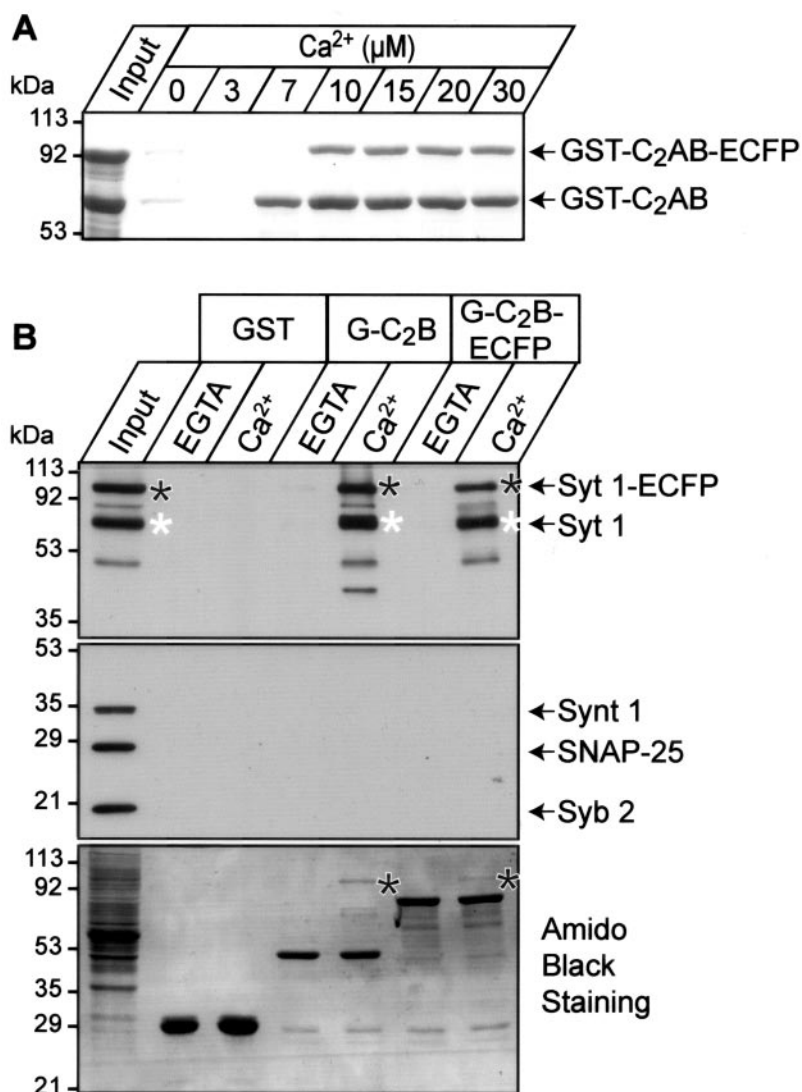 A
Ca²⁺ (µM)
kDa
Input 0 3 7 10 15 20 30
113
92 GST-C₂AB-ECFP
GST-C₂AB
53
B
GST G-C₂B G-C₂B-ECFP
kDa
Input EGTA Ca²⁺ EGTA Ca²⁺ EGTA Ca²⁺
113
92 * * * Syt 1-ECFP
* * * Syt 1
53
35
53
35 Synt 1
29 SNAP-25
21 Syb 2
113
92 * *
53
35
29
21
Amido
Black
Staining